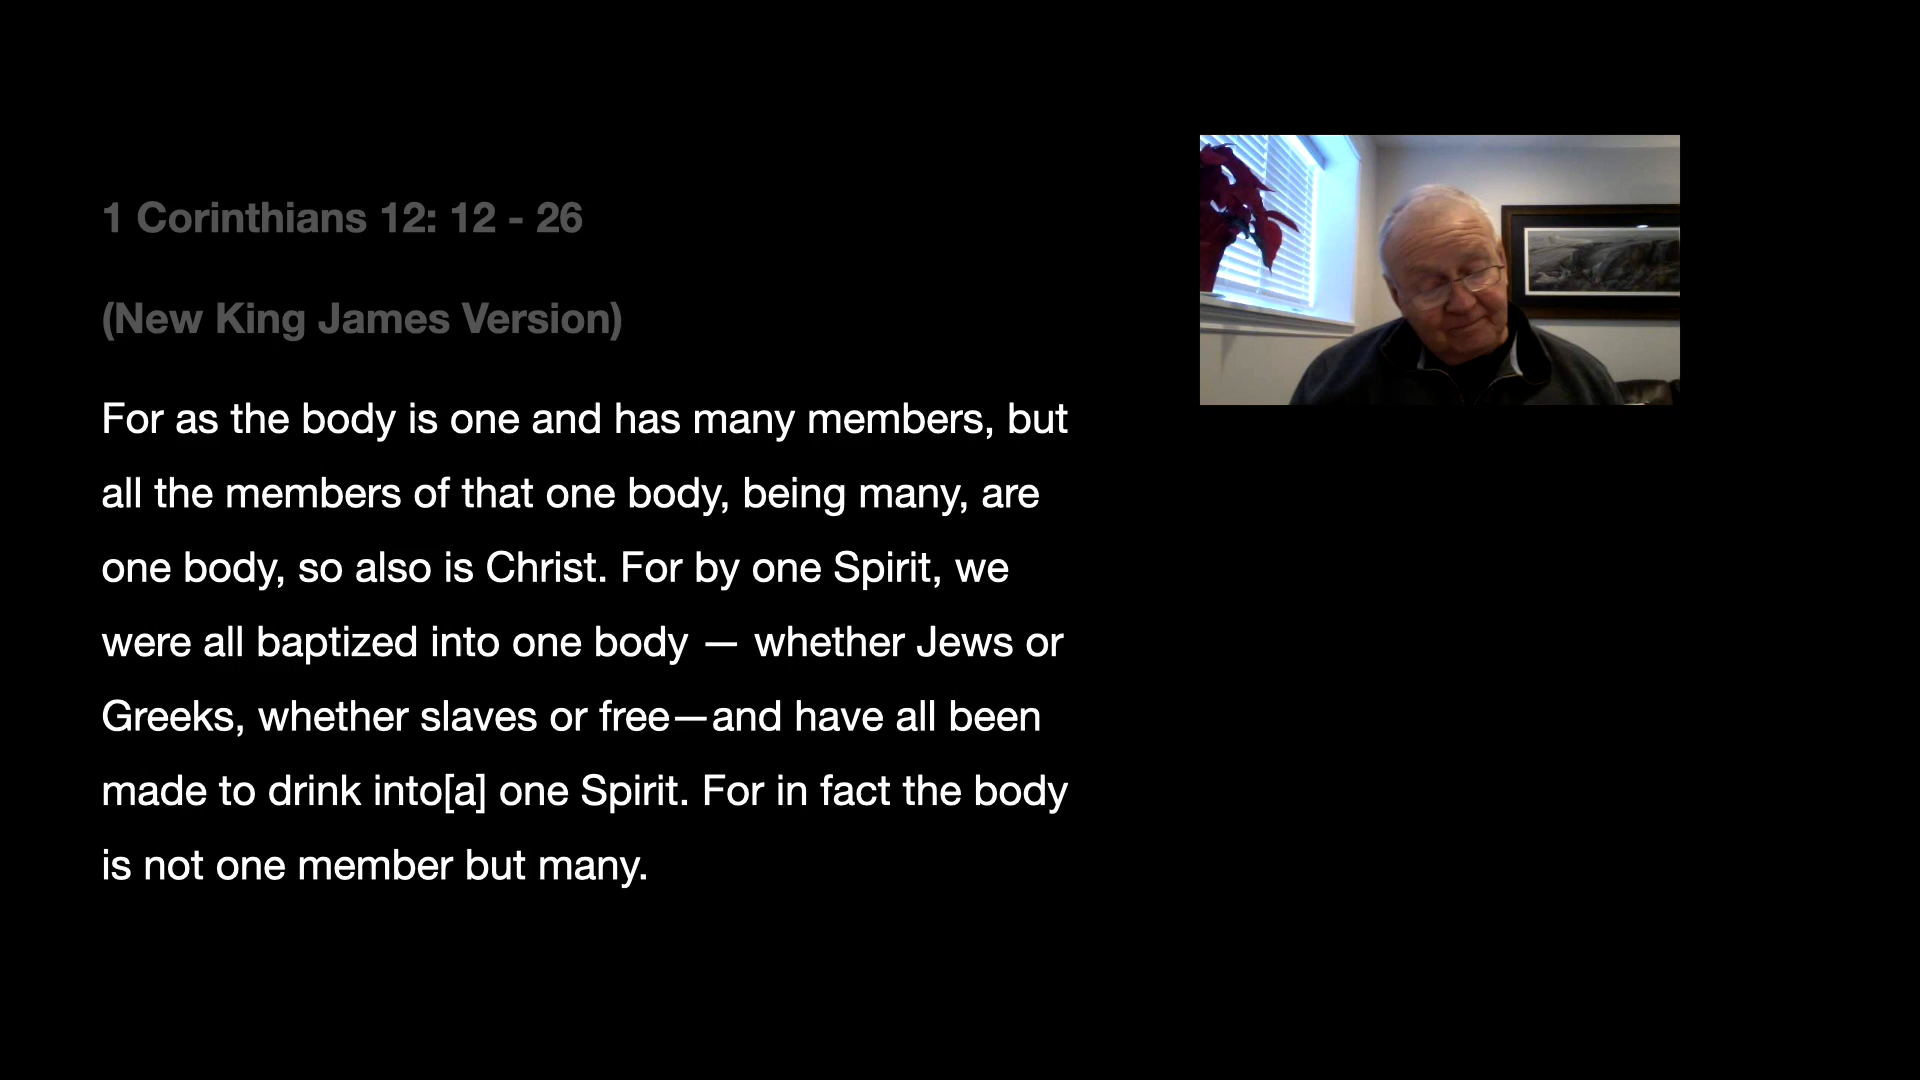 1 Corinthians 12: 12 - 26
(New King James Version)
For as the body is one and has many members, but
all the members of that one body, being many, are
one body, so also is Christ. For by one Spirit, we
were all baptized into one body — whether Jews or
Greeks, whether slaves or free—and have all been
made to drink into[a] one Spirit. For in fact the body
is not one member but many.